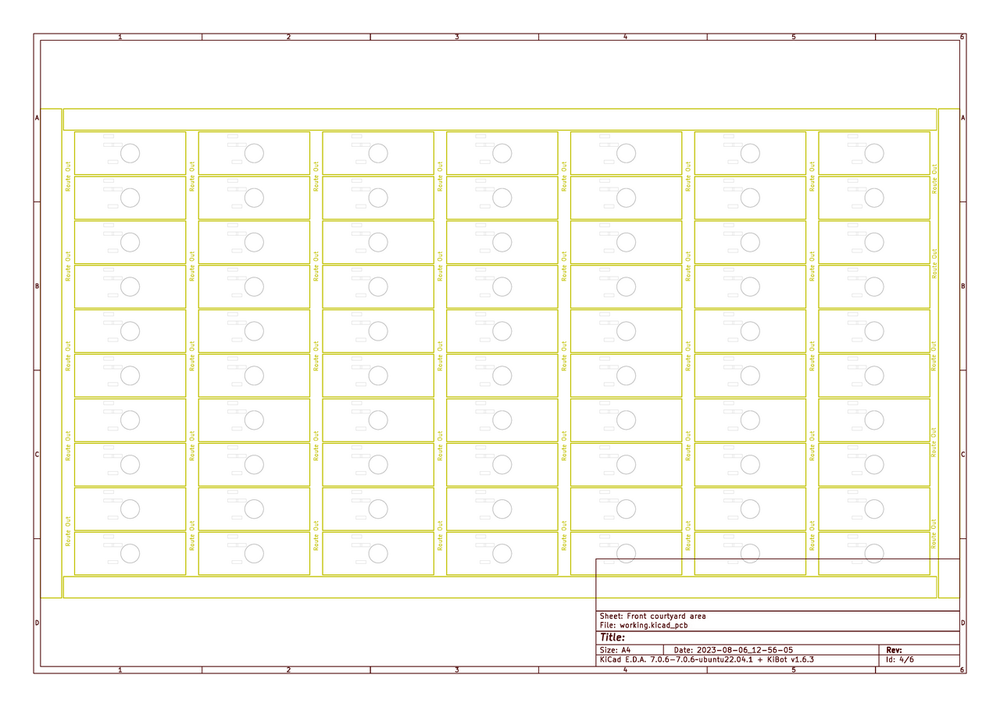 1 2 3 4 5 6
A A
Route Out Route Out Route Out Route Out Route Out Route Out Route Out Route Out
Route Out Route Out Route Out Route Out Route Out Route Out Route Out Route Out
B B
Route Out Route Out Route Out Route Out Route Out Route Out Route Out Route Out
Route Out Route Out Route Out Route Out Route Out Route Out Route Out Route Out
C C
Route Out Route Out Route Out Route Out Route Out Route Out Route Out Route Out
Sheet: Front courtyard area
D D
File: working.kicad_pcb
Title:
Size: A4 Date: 2023-08-06_12-56-05 Rev:
KiCad E.D.A. 7.0.6-7.0.6~ubuntu22.04.1 + KiBot v1.6.3 Id: 4/6
1 2 3 4 5 6